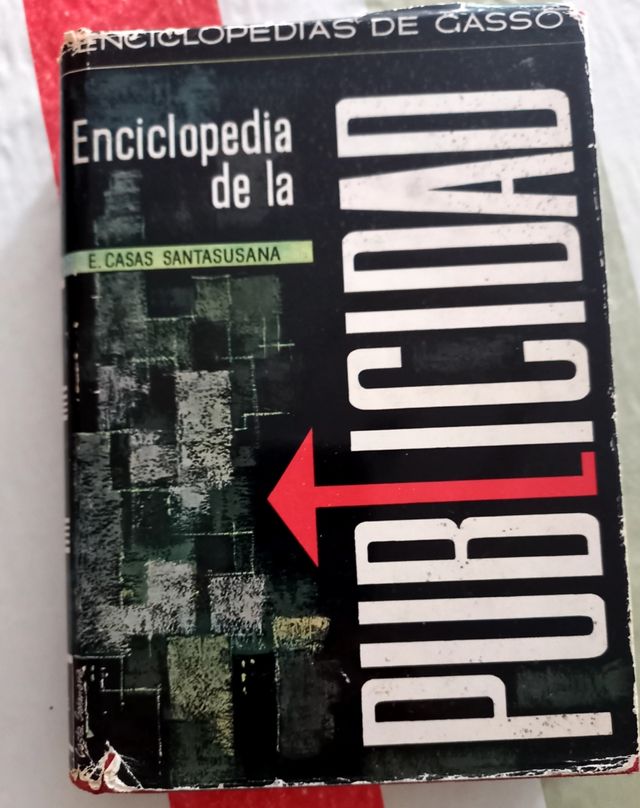 ENCICLOPEDIAS DE GASSÓ
Enciclopedia
de la
E. CASAS SANTASUSANA
PUBLICIDAD